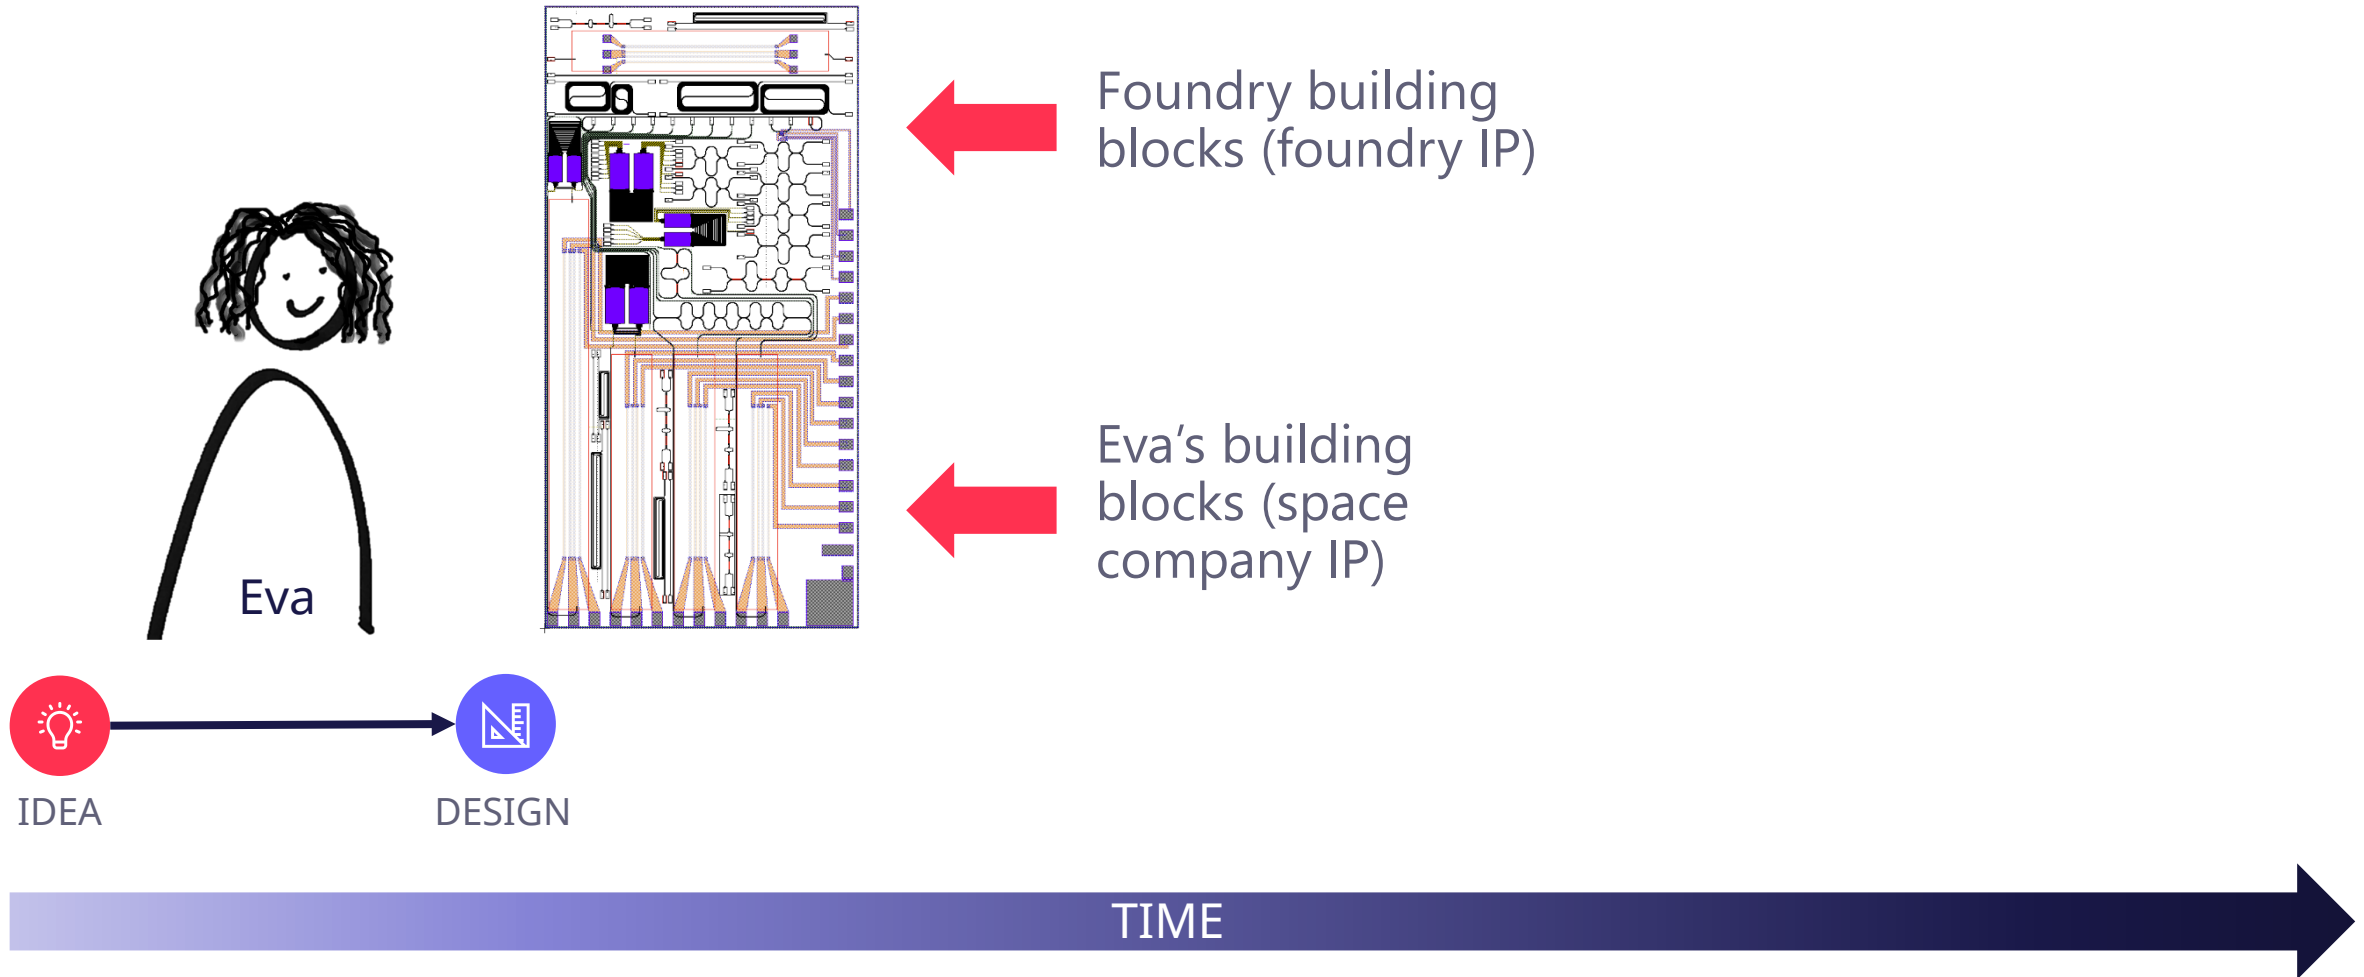 Foundry building
blocks (foundry IP)
Eva’s building
blocks (space
company IP)
Eva
IDEA
DESIGN
TIME